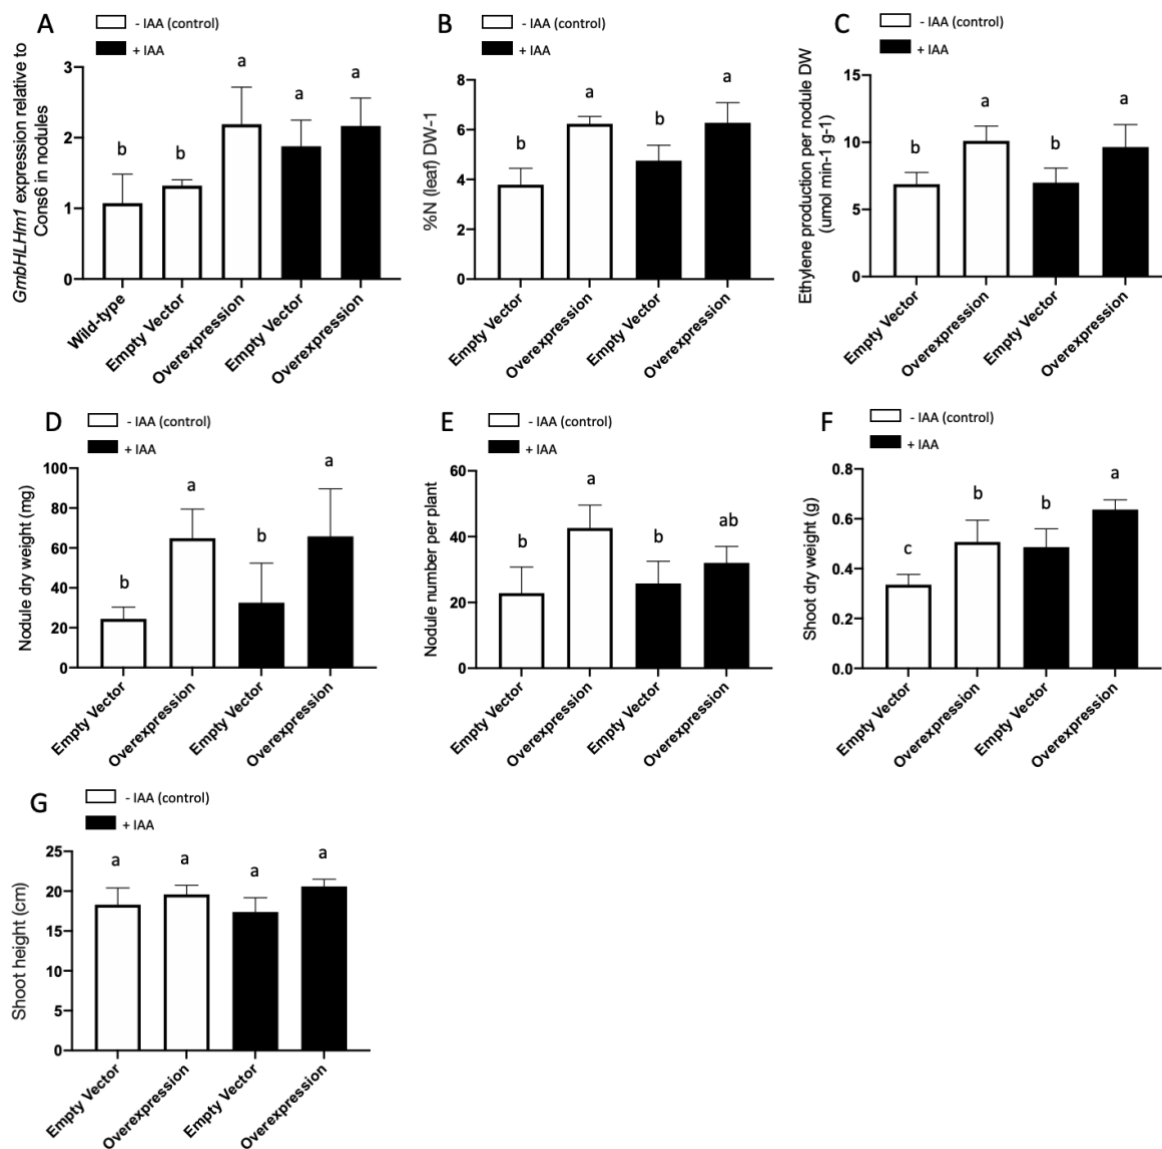 A
- IAA (control)
+ IAA
GmbHLHm1 expression relative to
Cons6 in nodules
3
2
1
0
b
b
a
a
a
Wild-type
Empty Vector
Overexpression
Empty Vector
Overexpression
B
- IAA (control)
+ IAA
%N (leaf) DW-1
8
6
4
2
0
b
a
b
a
Empty Vector
Overexpression
Empty Vector
Overexpression
C
- IAA (control)
+ IAA
Ethylene production per nodule DW
(umol min-1 g-1)
15
10
5
0
b
a
b
a
Empty Vector
Overexpression
Empty Vector
Overexpression
D
- IAA (control)
+ IAA
Nodule dry weight (mg)
100
80
60
40
20
0
b
a
b
a
Empty Vector
Overexpression
Empty Vector
Overexpression
E
- IAA (control)
+ IAA
Nodule number per plant
60
40
20
0
b
a
b
ab
Empty Vector
Overexpression
Empty Vector
Overexpression
F
- IAA (control)
+ IAA
Shoot dry weight (g)
0.8
0.6
0.4
0.2
0.0
c
b
b
a
Empty Vector
Overexpression
Empty Vector
Overexpression
G
- IAA (control)
+ IAA
Shoot height (cm)
25
20
15
10
5
0
a
a
a
a
Empty Vector
Overexpression
Empty Vector
Overexpression